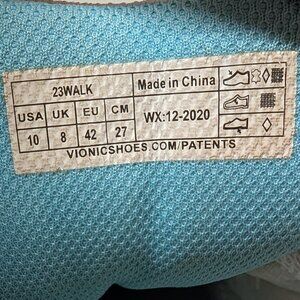 23WALK
Made in China
USA UK EU CM
10 8 42 27
WX:12-2020
VIONICSHOES.COM/PATENTS